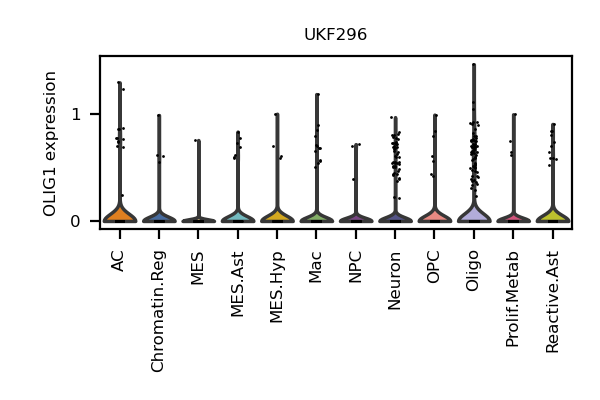 UKF296
OLIG1 expression
1
0
AC
Chromatin.Reg
MES
MES.Ast
MES.Hyp
Mac
NPC
Neuron
OPC
Oligo
Prolif.Metab
Reactive.Ast